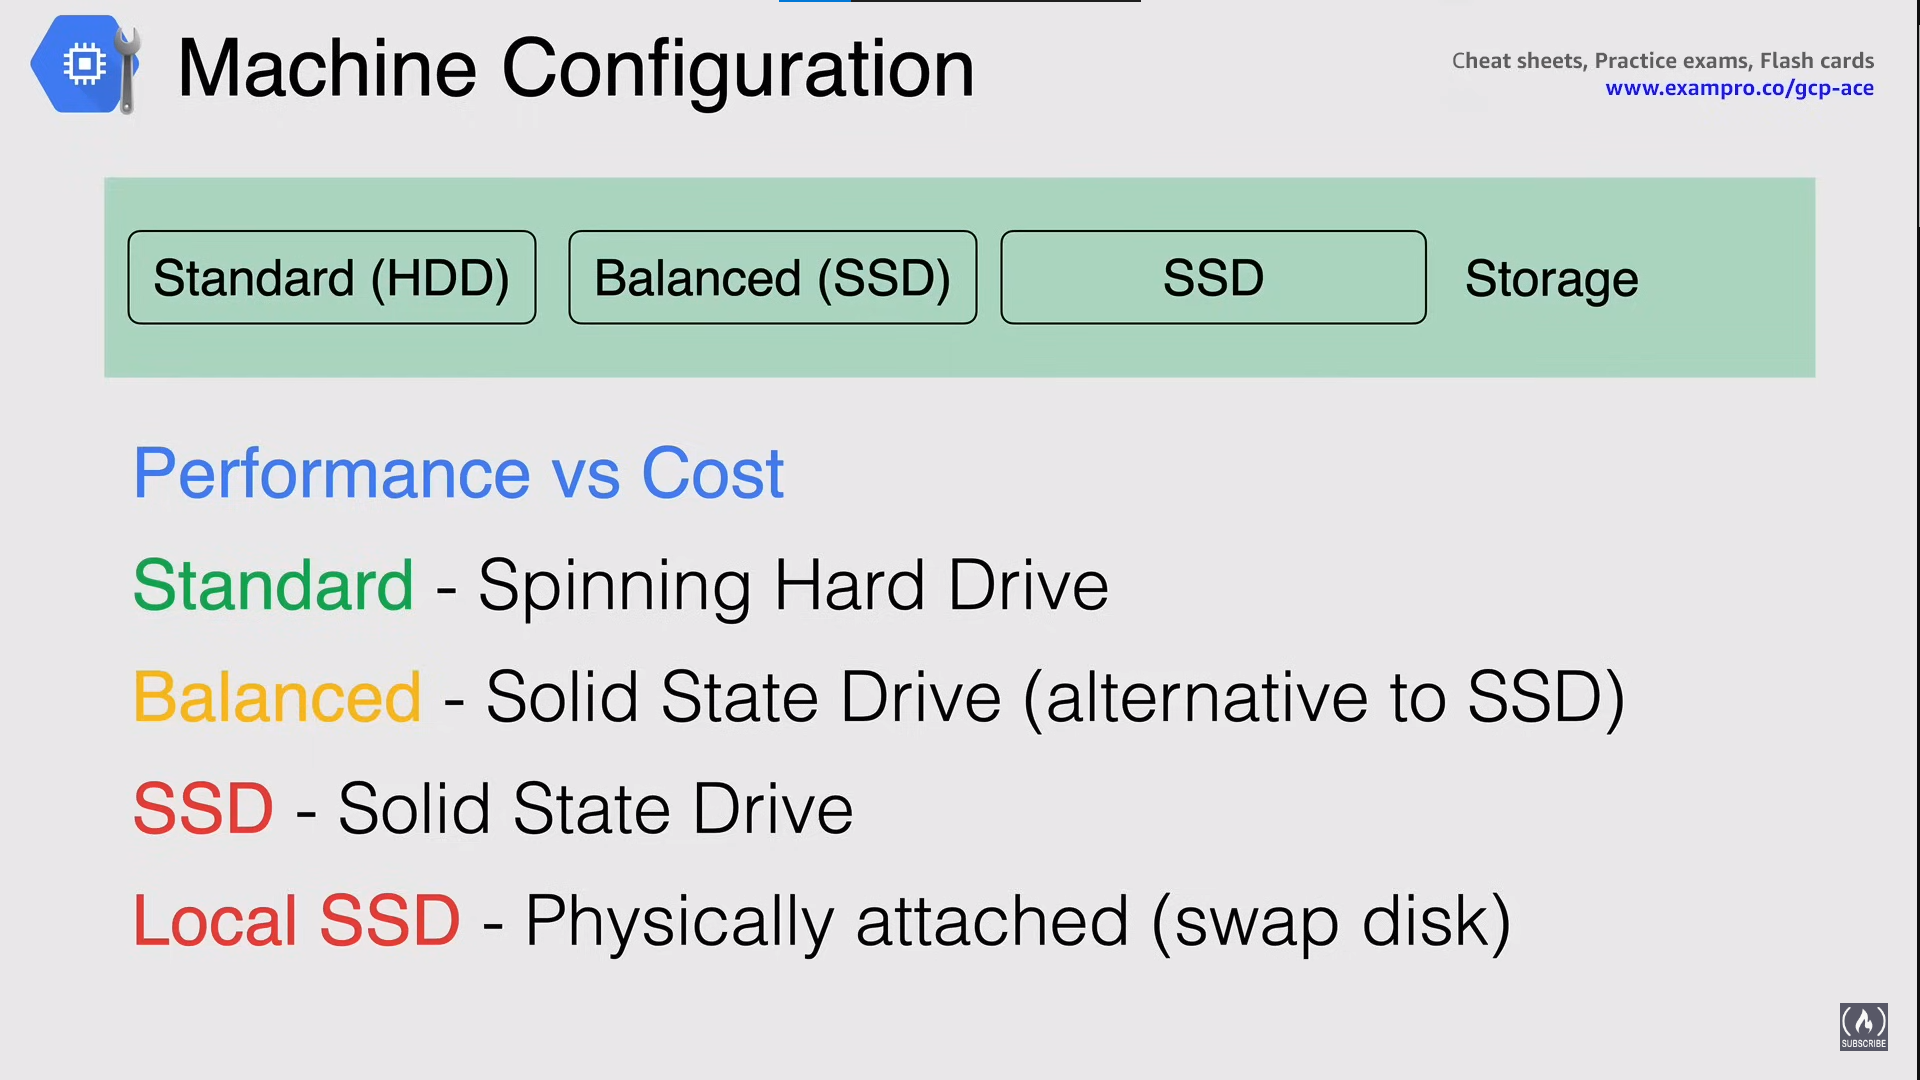 Machine Configuration
Cheat sheets, Practice exams, Flash cards
www.exampro.co/gcp-ace
Standard (HDD)
Balanced (SSD)
SSD
Storage
Performance vs Cost
Standard - Spinning Hard Drive
Balanced - Solid State Drive (alternative to SSD)
SSD - Solid State Drive
Local SSD - Physically attached (swap disk)
SUBSCRIBE